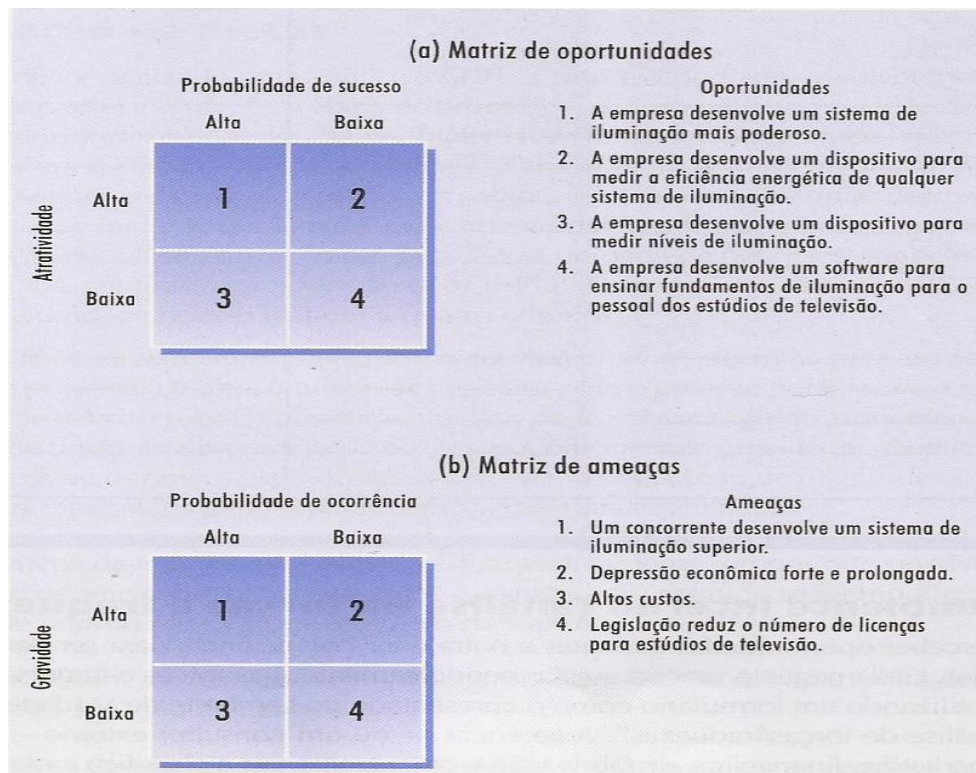 (a) Matriz de oportunidades
Probabilidade de sucesso
Alta Baixa
Atratividade
Alta 1 2
Baixa 3 4
Oportunidades
1. A empresa desenvolve um sistema de
iluminação mais poderoso.
2. A empresa desenvolve um dispositivo para
medir a eficiência energética de qualquer
sistema de iluminação.
3. A empresa desenvolve um dispositivo para
medir níveis de iluminação.
4. A empresa desenvolve um software para
ensinar fundamentos de iluminação para o
pessoal dos estúdios de televisão.
(b) Matriz de ameaças
Probabilidade de ocorrência
Alta Baixa
Gravidade
Alta 1 2
Baixa 3 4
Ameaças
1. Um concorrente desenvolve um sistema de
iluminação superior.
2. Depressão econômica forte e prolongada.
3. Altos custos.
4. Legislação reduz o número de licenças
para estúdios de televisão.